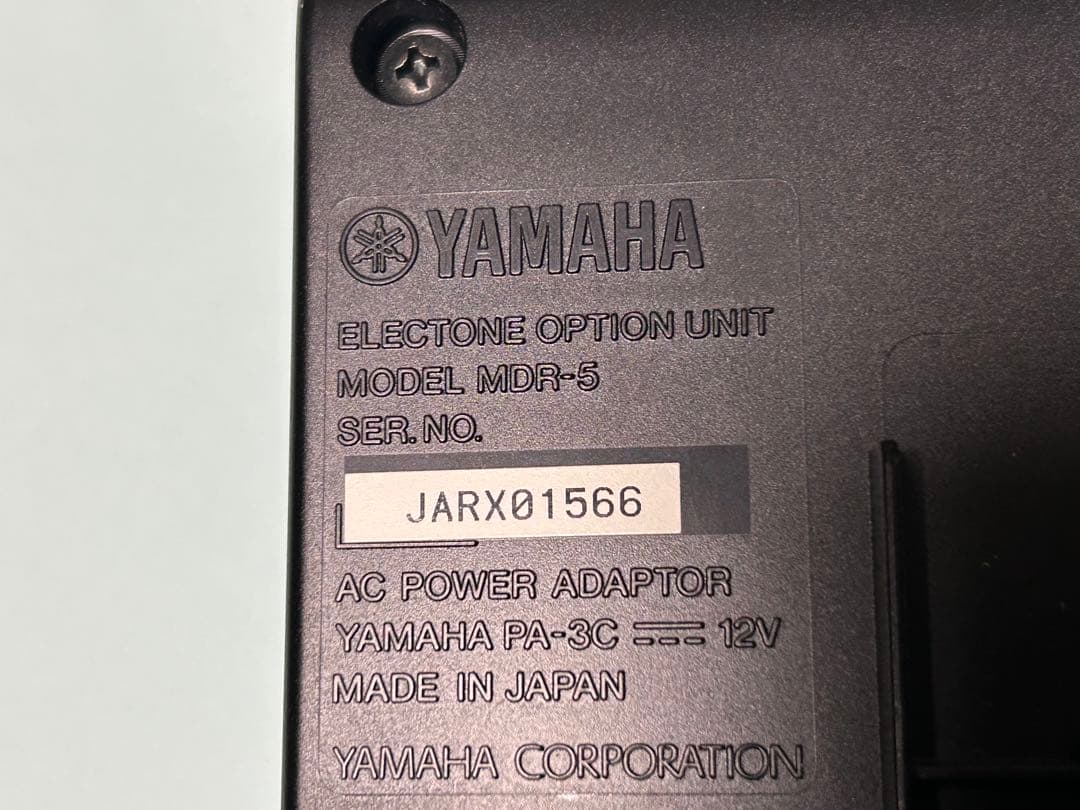 YAMAHA
ELECTONE OPTION UNIT
MODEL MDR-5
SER. NO.
JARX01566
AC POWER ADAPTOR
YAMAHA PA-3C ⎓ 12V
MADE IN JAPAN
YAMAHA CORPORATION